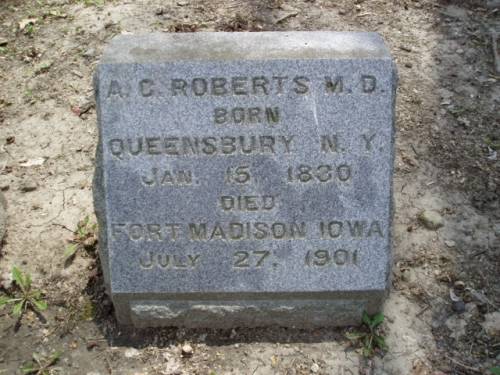 A. C. ROBERTS M. D.
BORN
QUEENSBURY N. Y.
JAN. 15, 1830
DIED
FORT MADISON IOWA
JULY 27, 1901